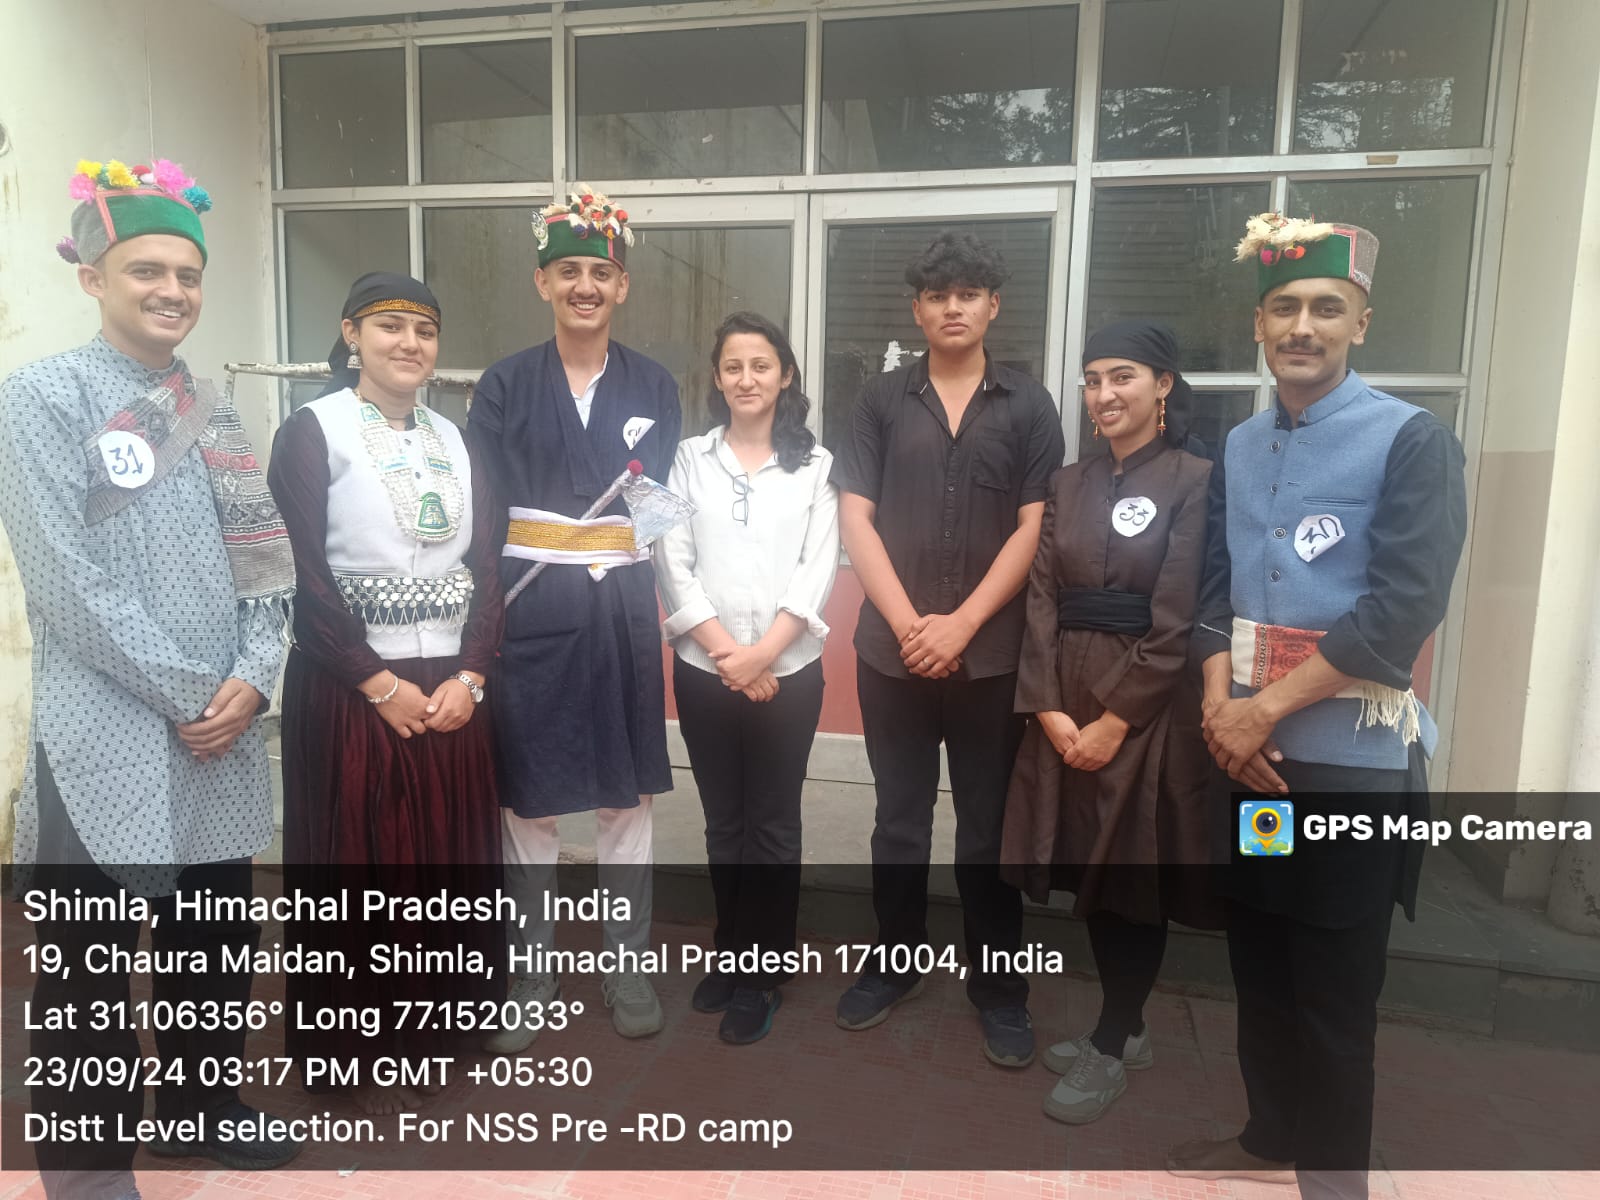 31
33
GPS Map Camera
Shimla, Himachal Pradesh, India
19, Chaura Maidan, Shimla, Himachal Pradesh 171004, India
Lat 31.106356° Long 77.152033°
23/09/24 03:17 PM GMT +05:30
Distt Level selection. For NSS Pre -RD camp